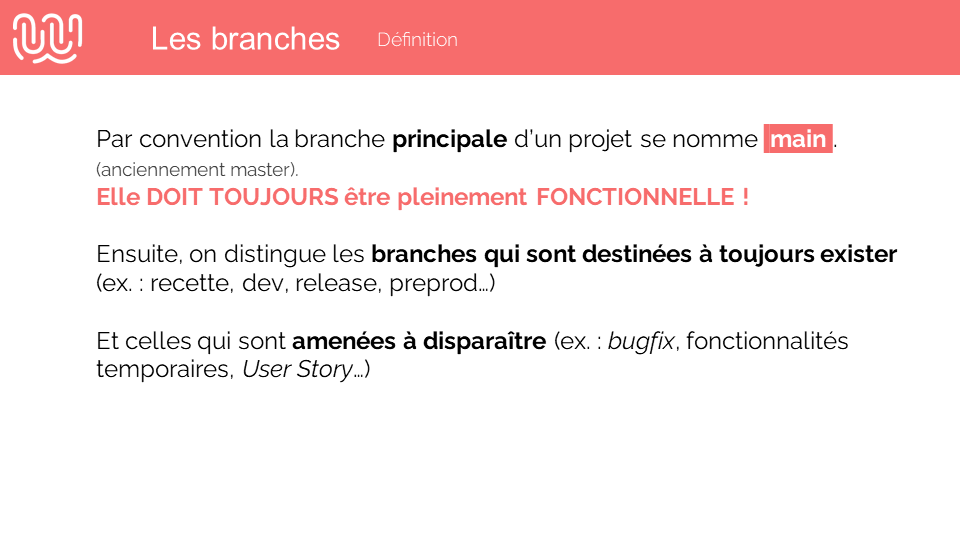 Les branches Définition
Par convention la branche principale d’un projet se nomme main .
(anciennement master).
Elle DOIT TOUJOURS être pleinement FONCTIONNELLE !
Ensuite, on distingue les branches qui sont destinées à toujours exister
(ex. : recette, dev, release, preprod…)
Et celles qui sont amenées à disparaître (ex. : bugfix, fonctionnalités
temporaires, User Story…)